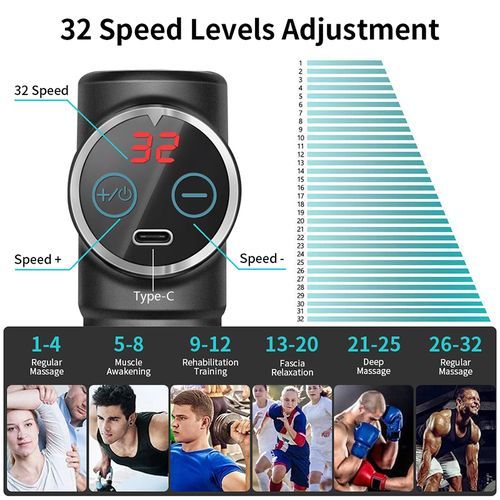 32 Speed Levels Adjustment
32 Speed
32
+/
−
Speed +
Speed -
Type-C
1
2
3
4
5
6
7
8
9
10
11
12
13
14
15
16
17
18
19
20
21
22
23
24
25
26
27
28
29
30
31
32
1-4
Regular
Massage
5-8
Muscle
Awakening
9-12
Rehabilitation
Training
13-20
Fascia
Relaxation
21-25
Deep
Massage
26-32
Regular
Massage